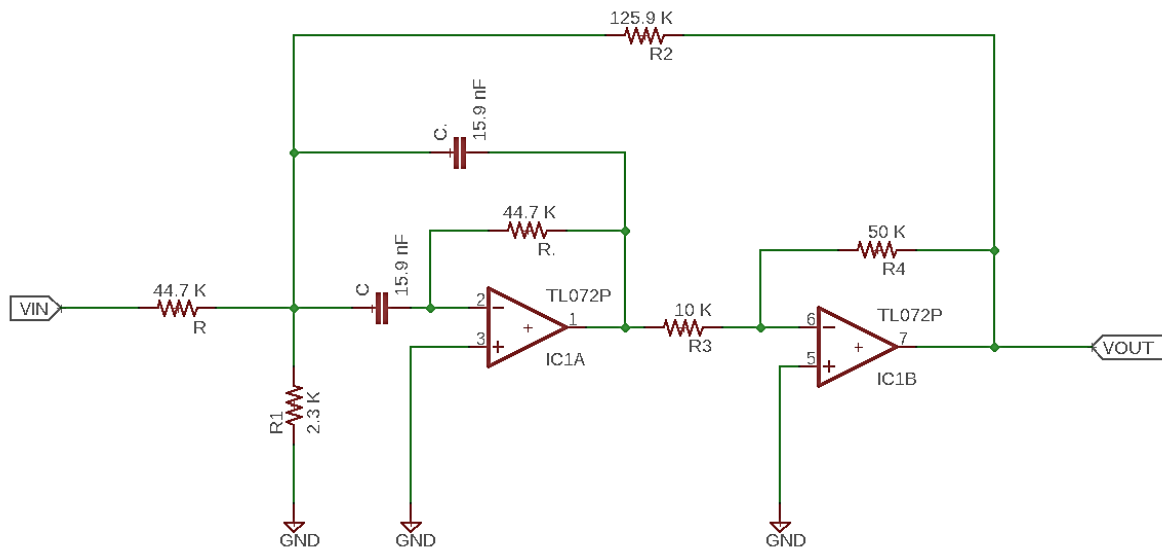 125.9 K
R2
C.
15.9 nF
44.7 K
R.
15.9 nF
C
50 K
R4
VIN
44.7 K
R
2
-
3
+
+
1
TL072P
IC1A
10 K
R3
6
-
5
+
+
7
TL072P
IC1B
VOUT
R1
2.3 K
GND
GND
GND